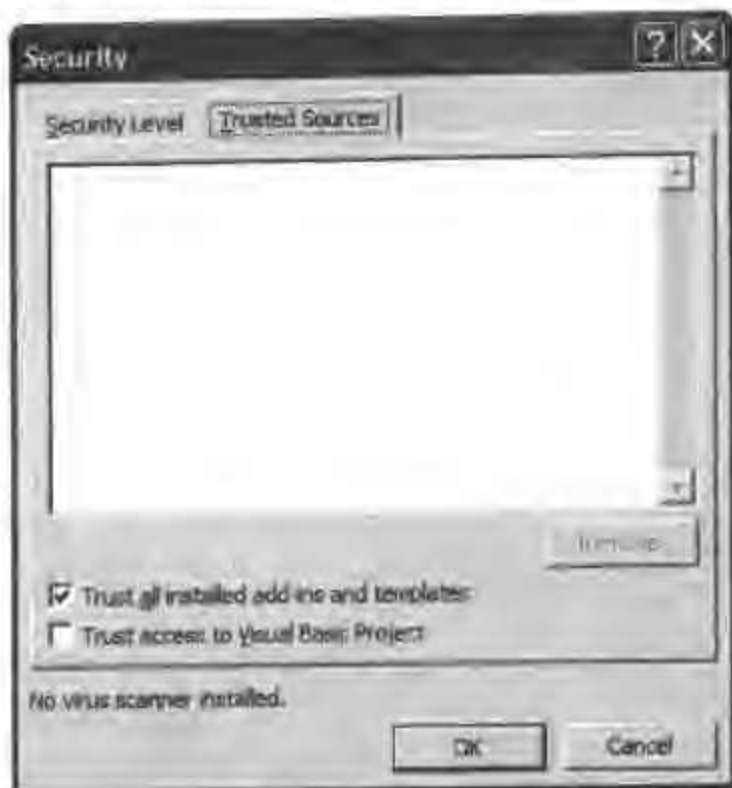 Security
Security Level Trusted Sources
Remove
Trust all installed add-ins and templates
Trust access to Visual Basic Project
No virus scanner installed.
OK Cancel